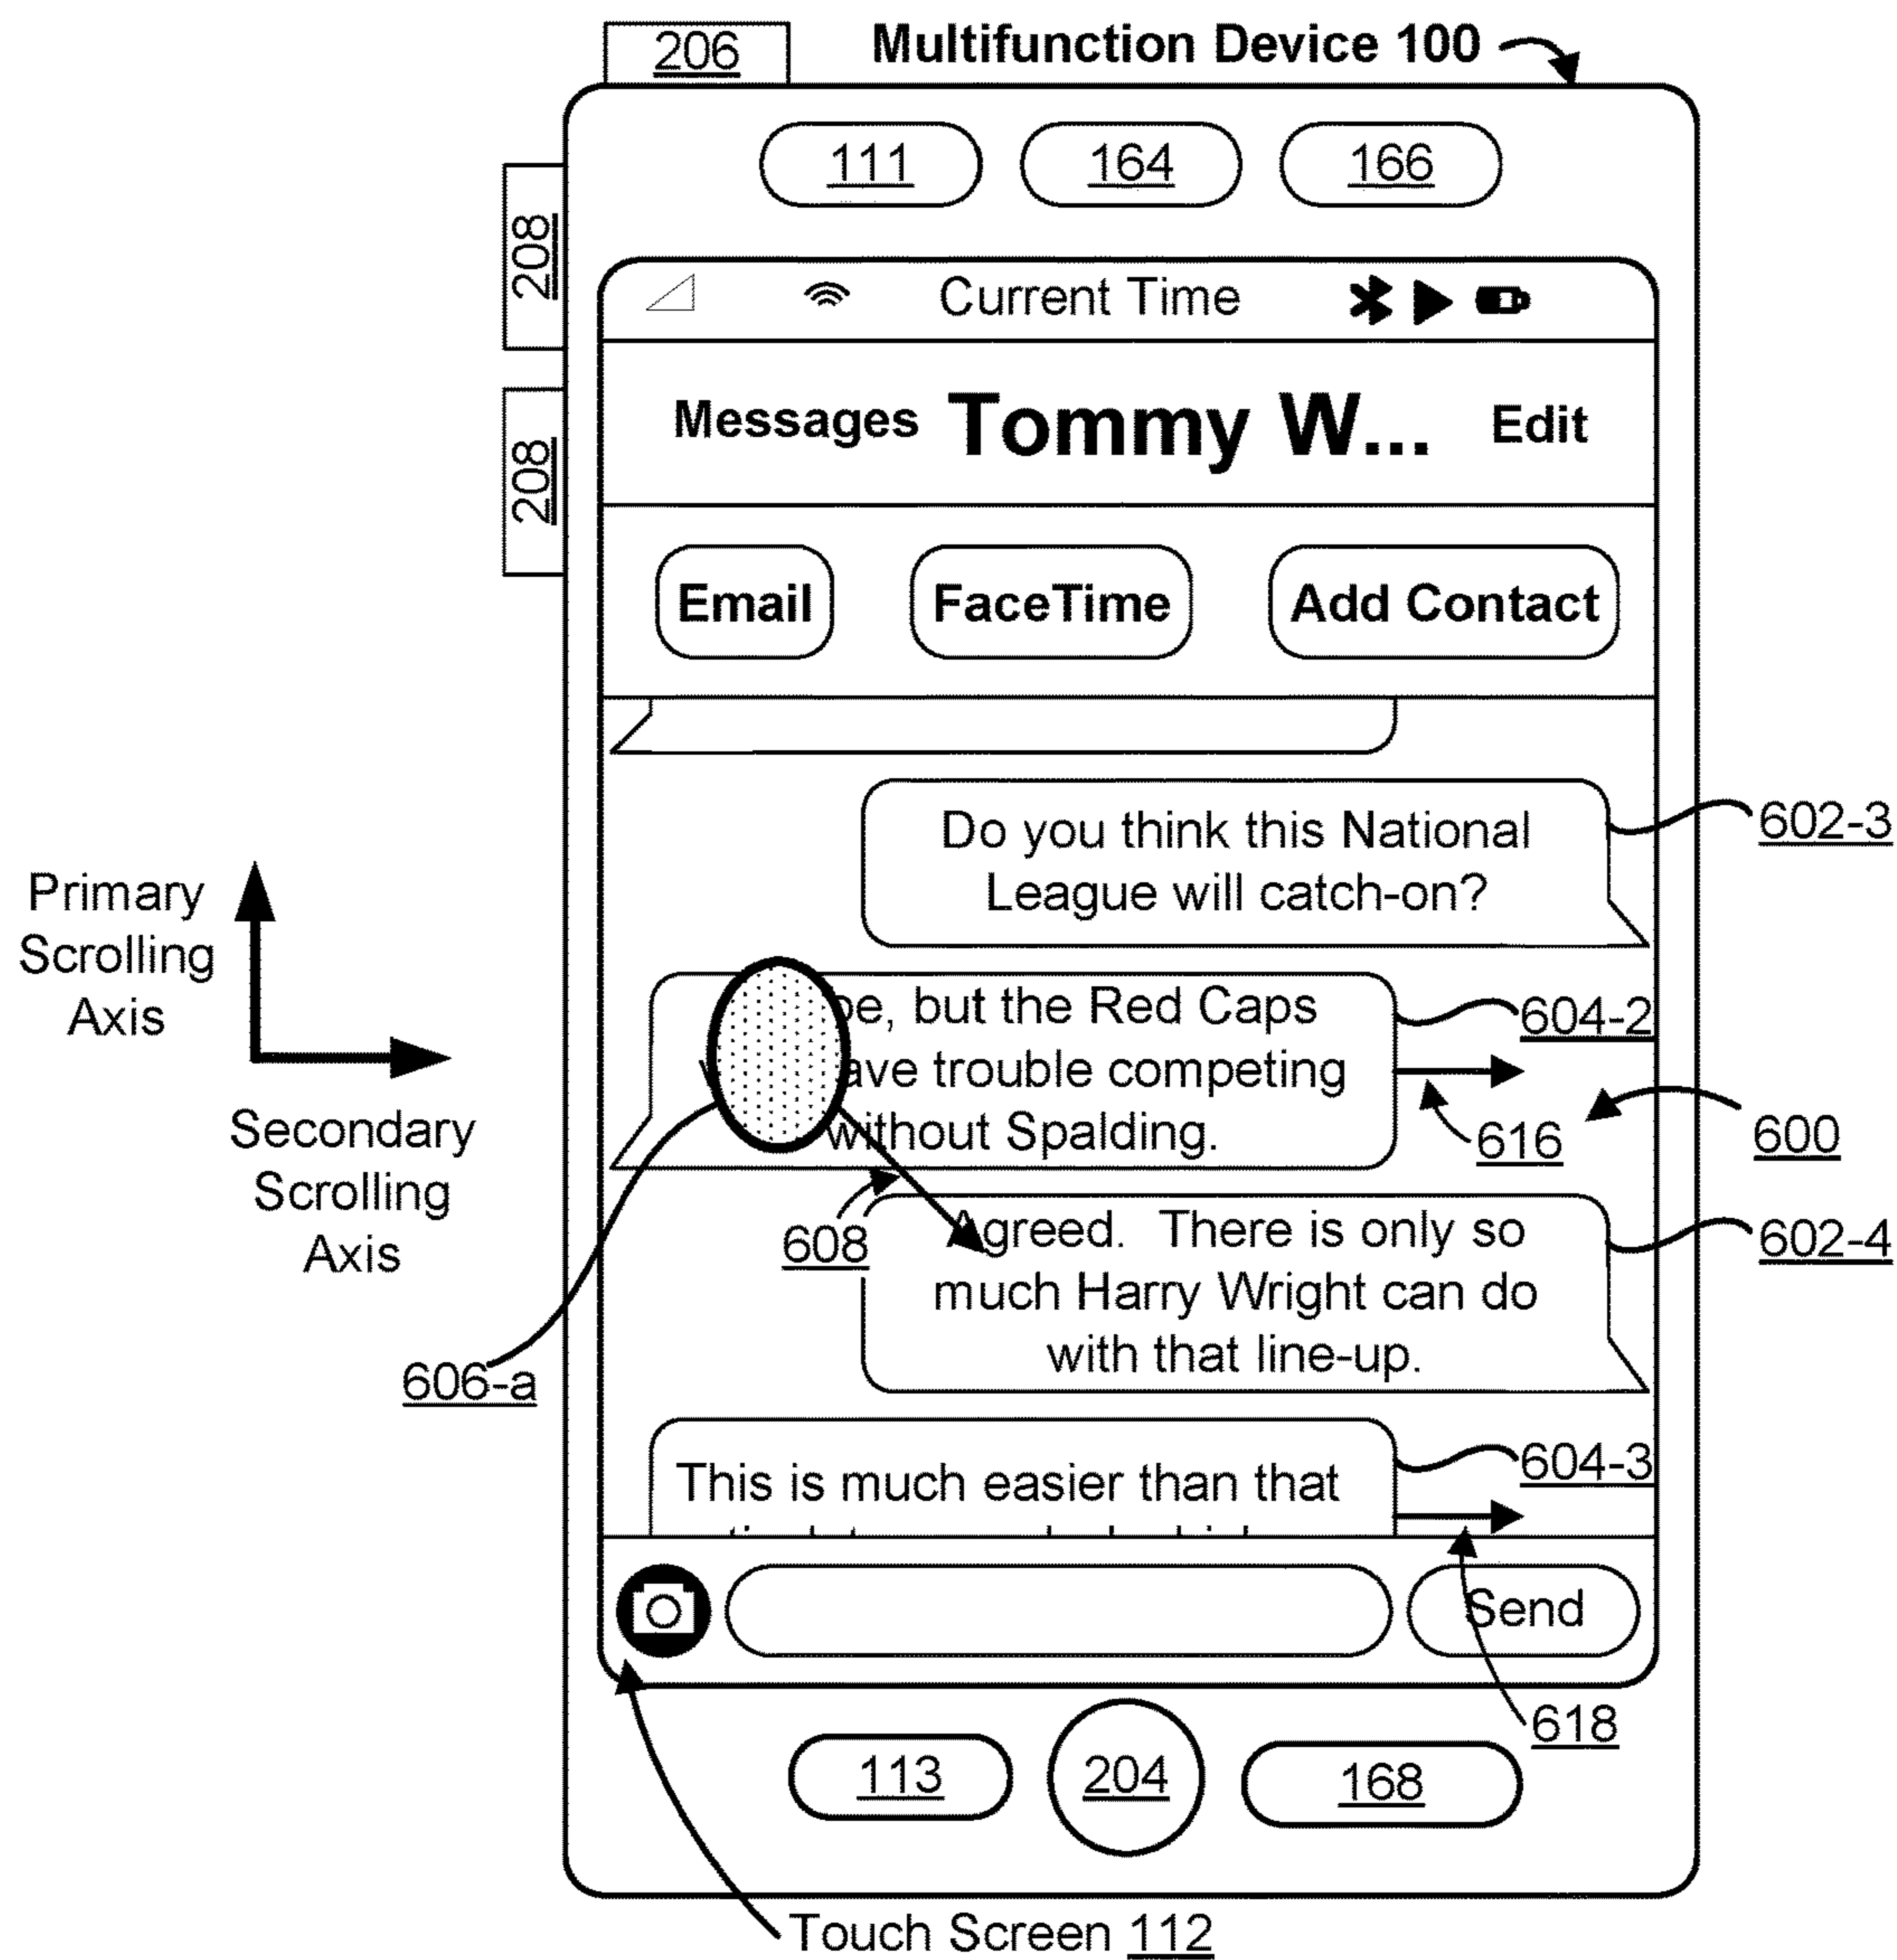 206
Multifunction Device 100
111 164 166
208
208
Current Time
Messages Tommy W... Edit
Email FaceTime Add Contact
Do you think this National
League will catch-on?
602-3
Primary
Scrolling
Axis
Secondary
Scrolling
Axis
be, but the Red Caps
ave trouble competing
without Spalding.
604-2
616
600
608
606-a
Agreed. There is only so
much Harry Wright can do
with that line-up.
602-4
This is much easier than that
604-3
Send
618
113 204 168
Touch Screen 112